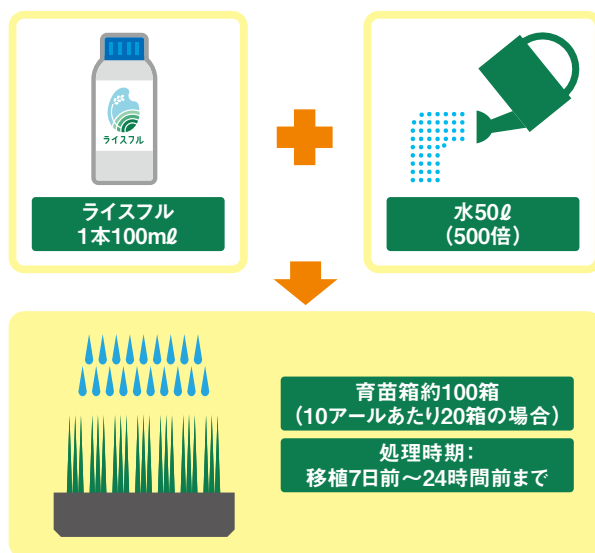 ライスフル
ライスフル
1本100mℓ
水50ℓ
(500倍)
育苗箱約100箱
(10アールあたり20箱の場合)
処理時期:
移植7日前〜24時間前まで